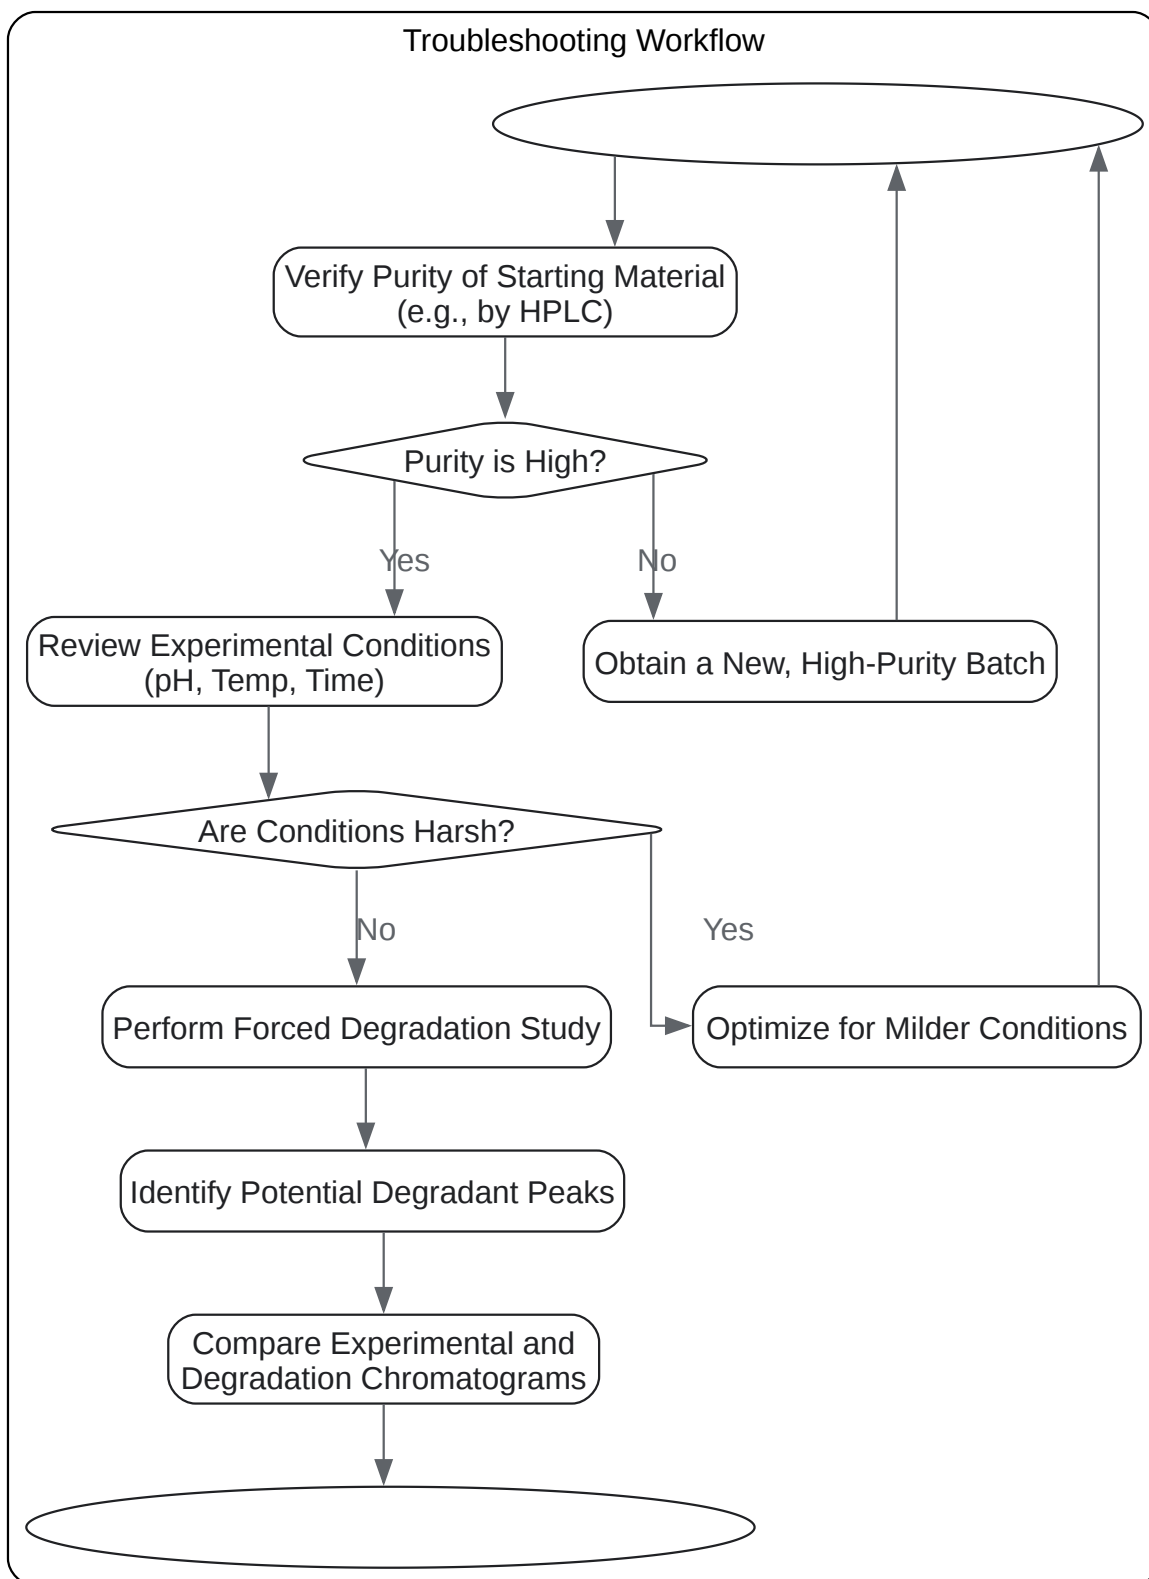 Troubleshooting Workflow
Verify Purity of Starting Material
(e.g., by HPLC)
Purity is High?
Yes
No
Review Experimental Conditions
(pH, Temp, Time)
Obtain a New, High-Purity Batch
Are Conditions Harsh?
No
Yes
Perform Forced Degradation Study
Optimize for Milder Conditions
Identify Potential Degradant Peaks
Compare Experimental and
Degradation Chromatograms